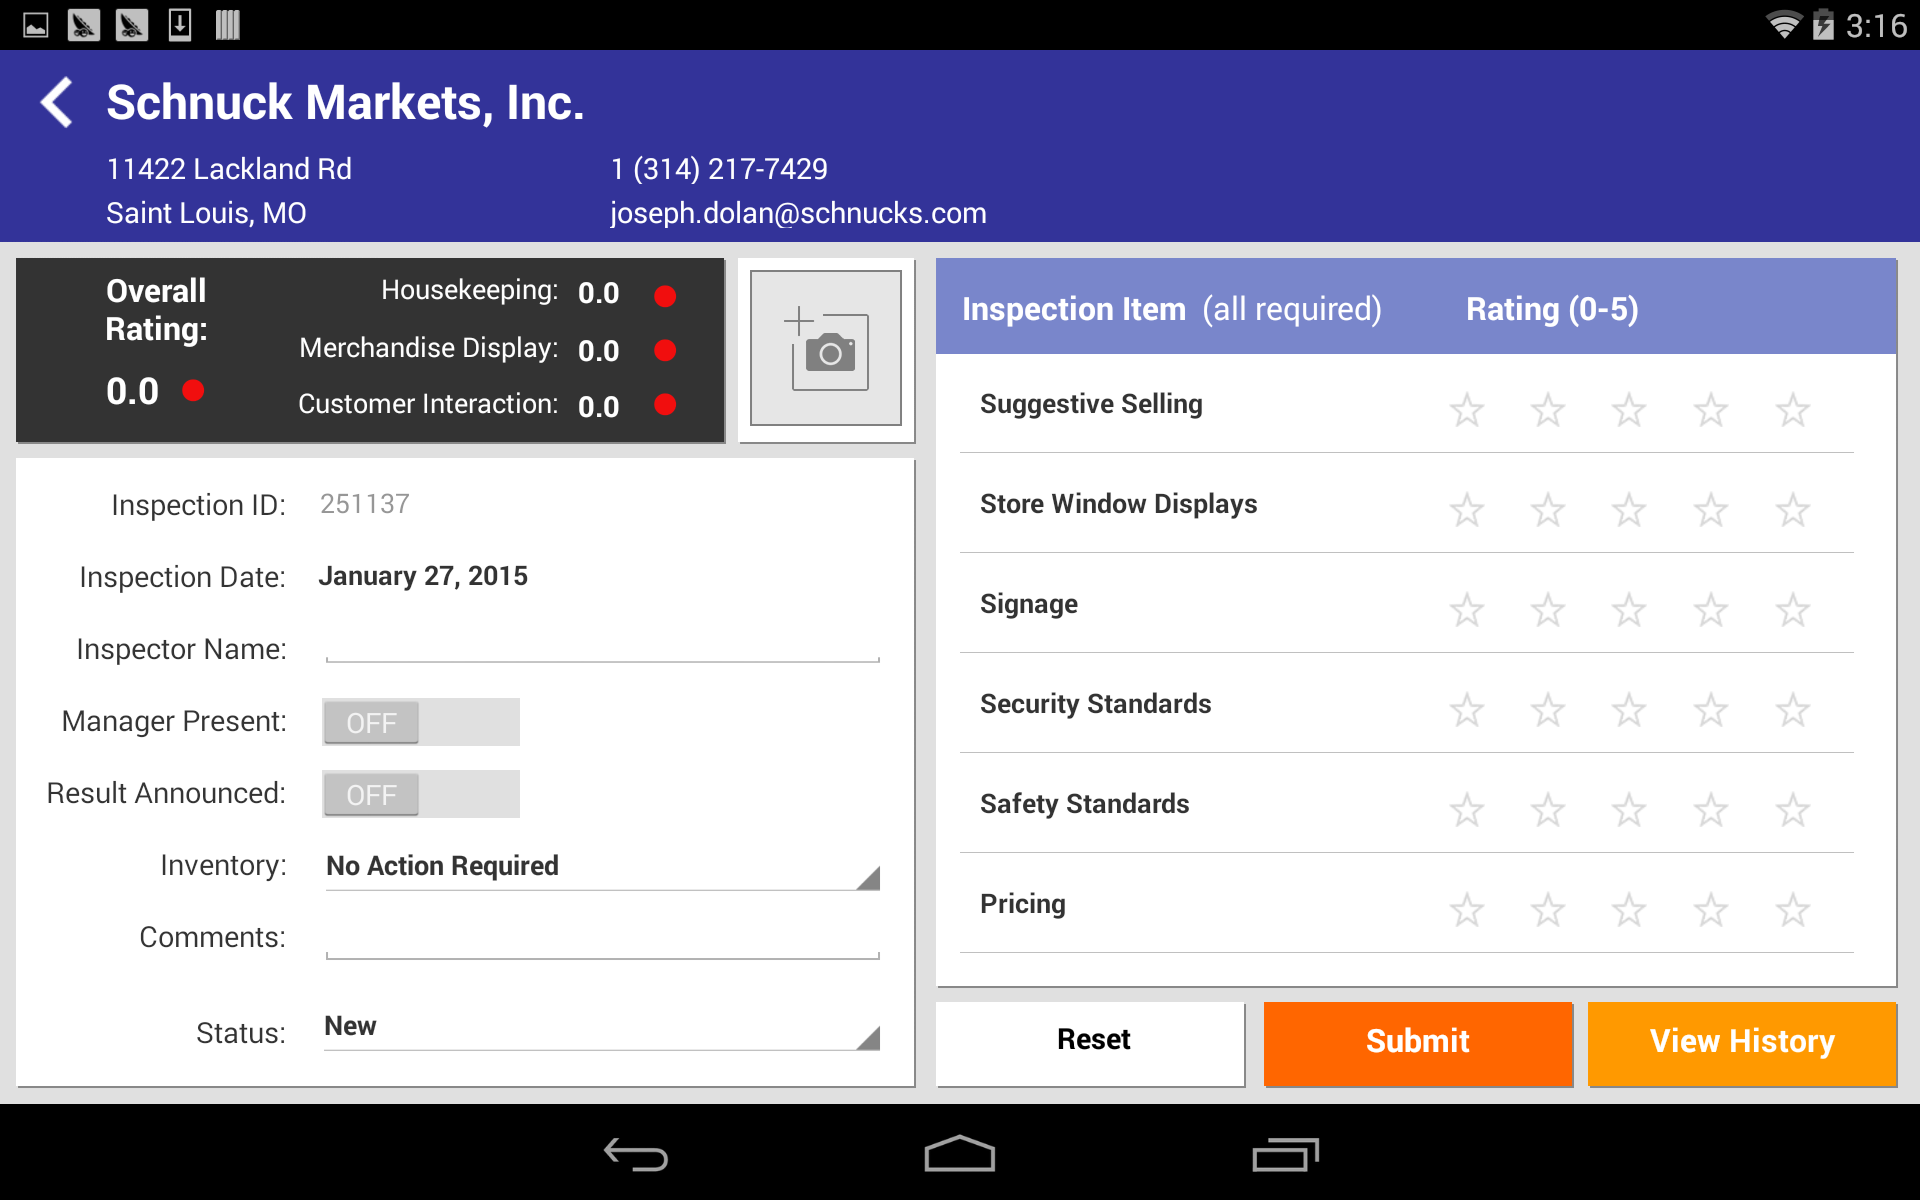 3:16
Schnuck Markets, Inc.
11422 Lackland Rd
1 (314) 217-7429
Saint Louis, MO
joseph.dolan@schnucks.com
Overall
Rating:
0.0
Housekeeping: 0.0
Merchandise Display: 0.0
Customer Interaction: 0.0
Inspection ID: 251137
Inspection Date: January 27, 2015
Inspector Name:
Manager Present: OFF
Result Announced: OFF
Inventory: No Action Required
Comments:
Status: New
Inspection Item (all required) Rating (0-5)
Suggestive Selling
Store Window Displays
Signage
Security Standards
Safety Standards
Pricing
Reset
Submit
View History